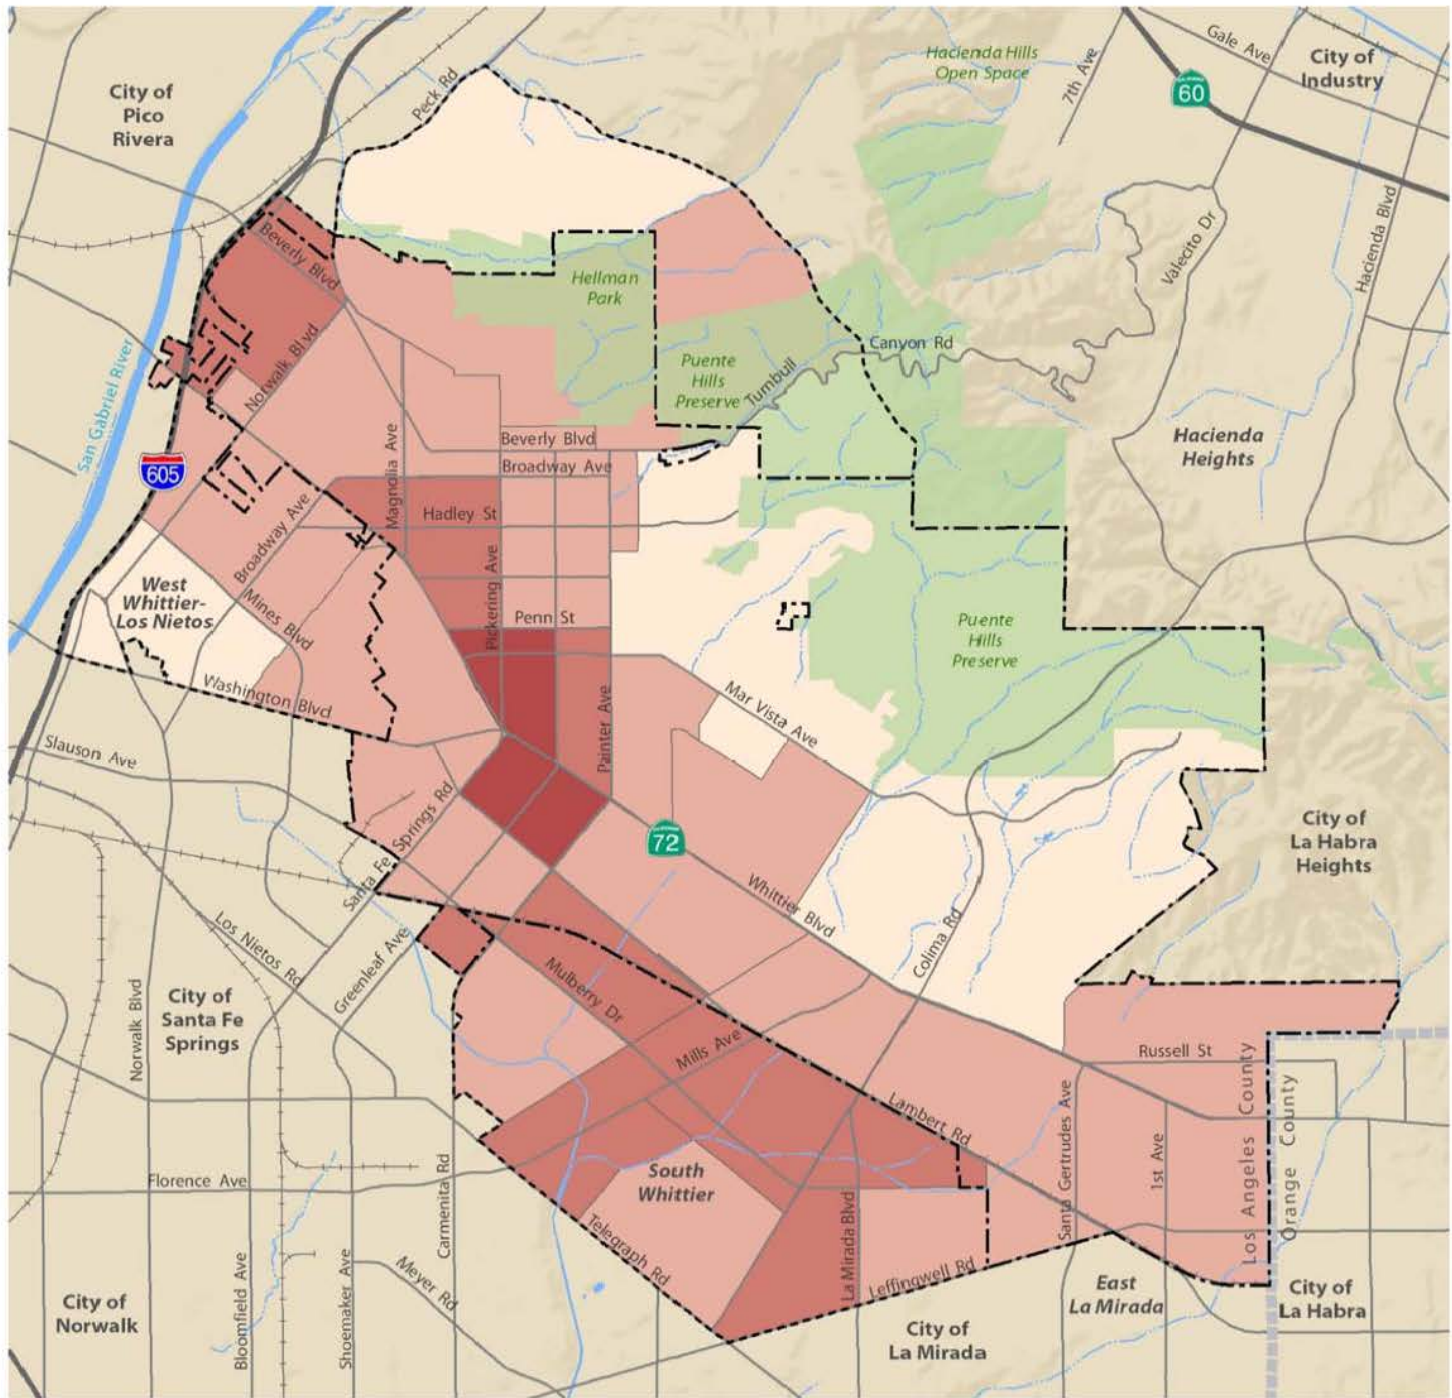 Hacienda Hills
Open Space
7th Ave
Gale Ave
City of
Industry
60
City of
Pico
Rivera
Peck Rd
Hacienda Blvd
Valecito Dr
Beverly Blvd
Hellman
Park
Norwalk Blvd
Canyon Rd
Turnbull
Puente
Hills
Preserve
San Gabriel River
605
Magnolia Ave
Beverly Blvd
Broadway Ave
Hacienda
Heights
Hadley St
Broadway Ave
Pickering Ave
West
Whittier-
Los Nietos
Mines Blvd
Penn St
Puente
Hills
Preserve
Washington Blvd
Painter Ave
Mar Vista Ave
Slauson Ave
Santa Fe Springs Rd
72
City of
La Habra
Heights
Whittier Blvd
Colima Rd
Los Nietos Rd
Greenleaf Ave
Mulberry Dr
Norwalk Blvd
City of
Santa Fe
Springs
Mills Ave
Russell St
Lambert Rd
Santa Gertrudes Ave
1st Ave
Los Angeles County
Orange County
Florence Ave
Carmenita Rd
South
Whittier
La Mirada Blvd
Telegraph Rd
Leffingwell Rd
Meyer Rd
Bloomfield Ave
Shoemaker Ave
City of
Norwalk
East
La Mirada
City of
La Mirada
City of
La Habra